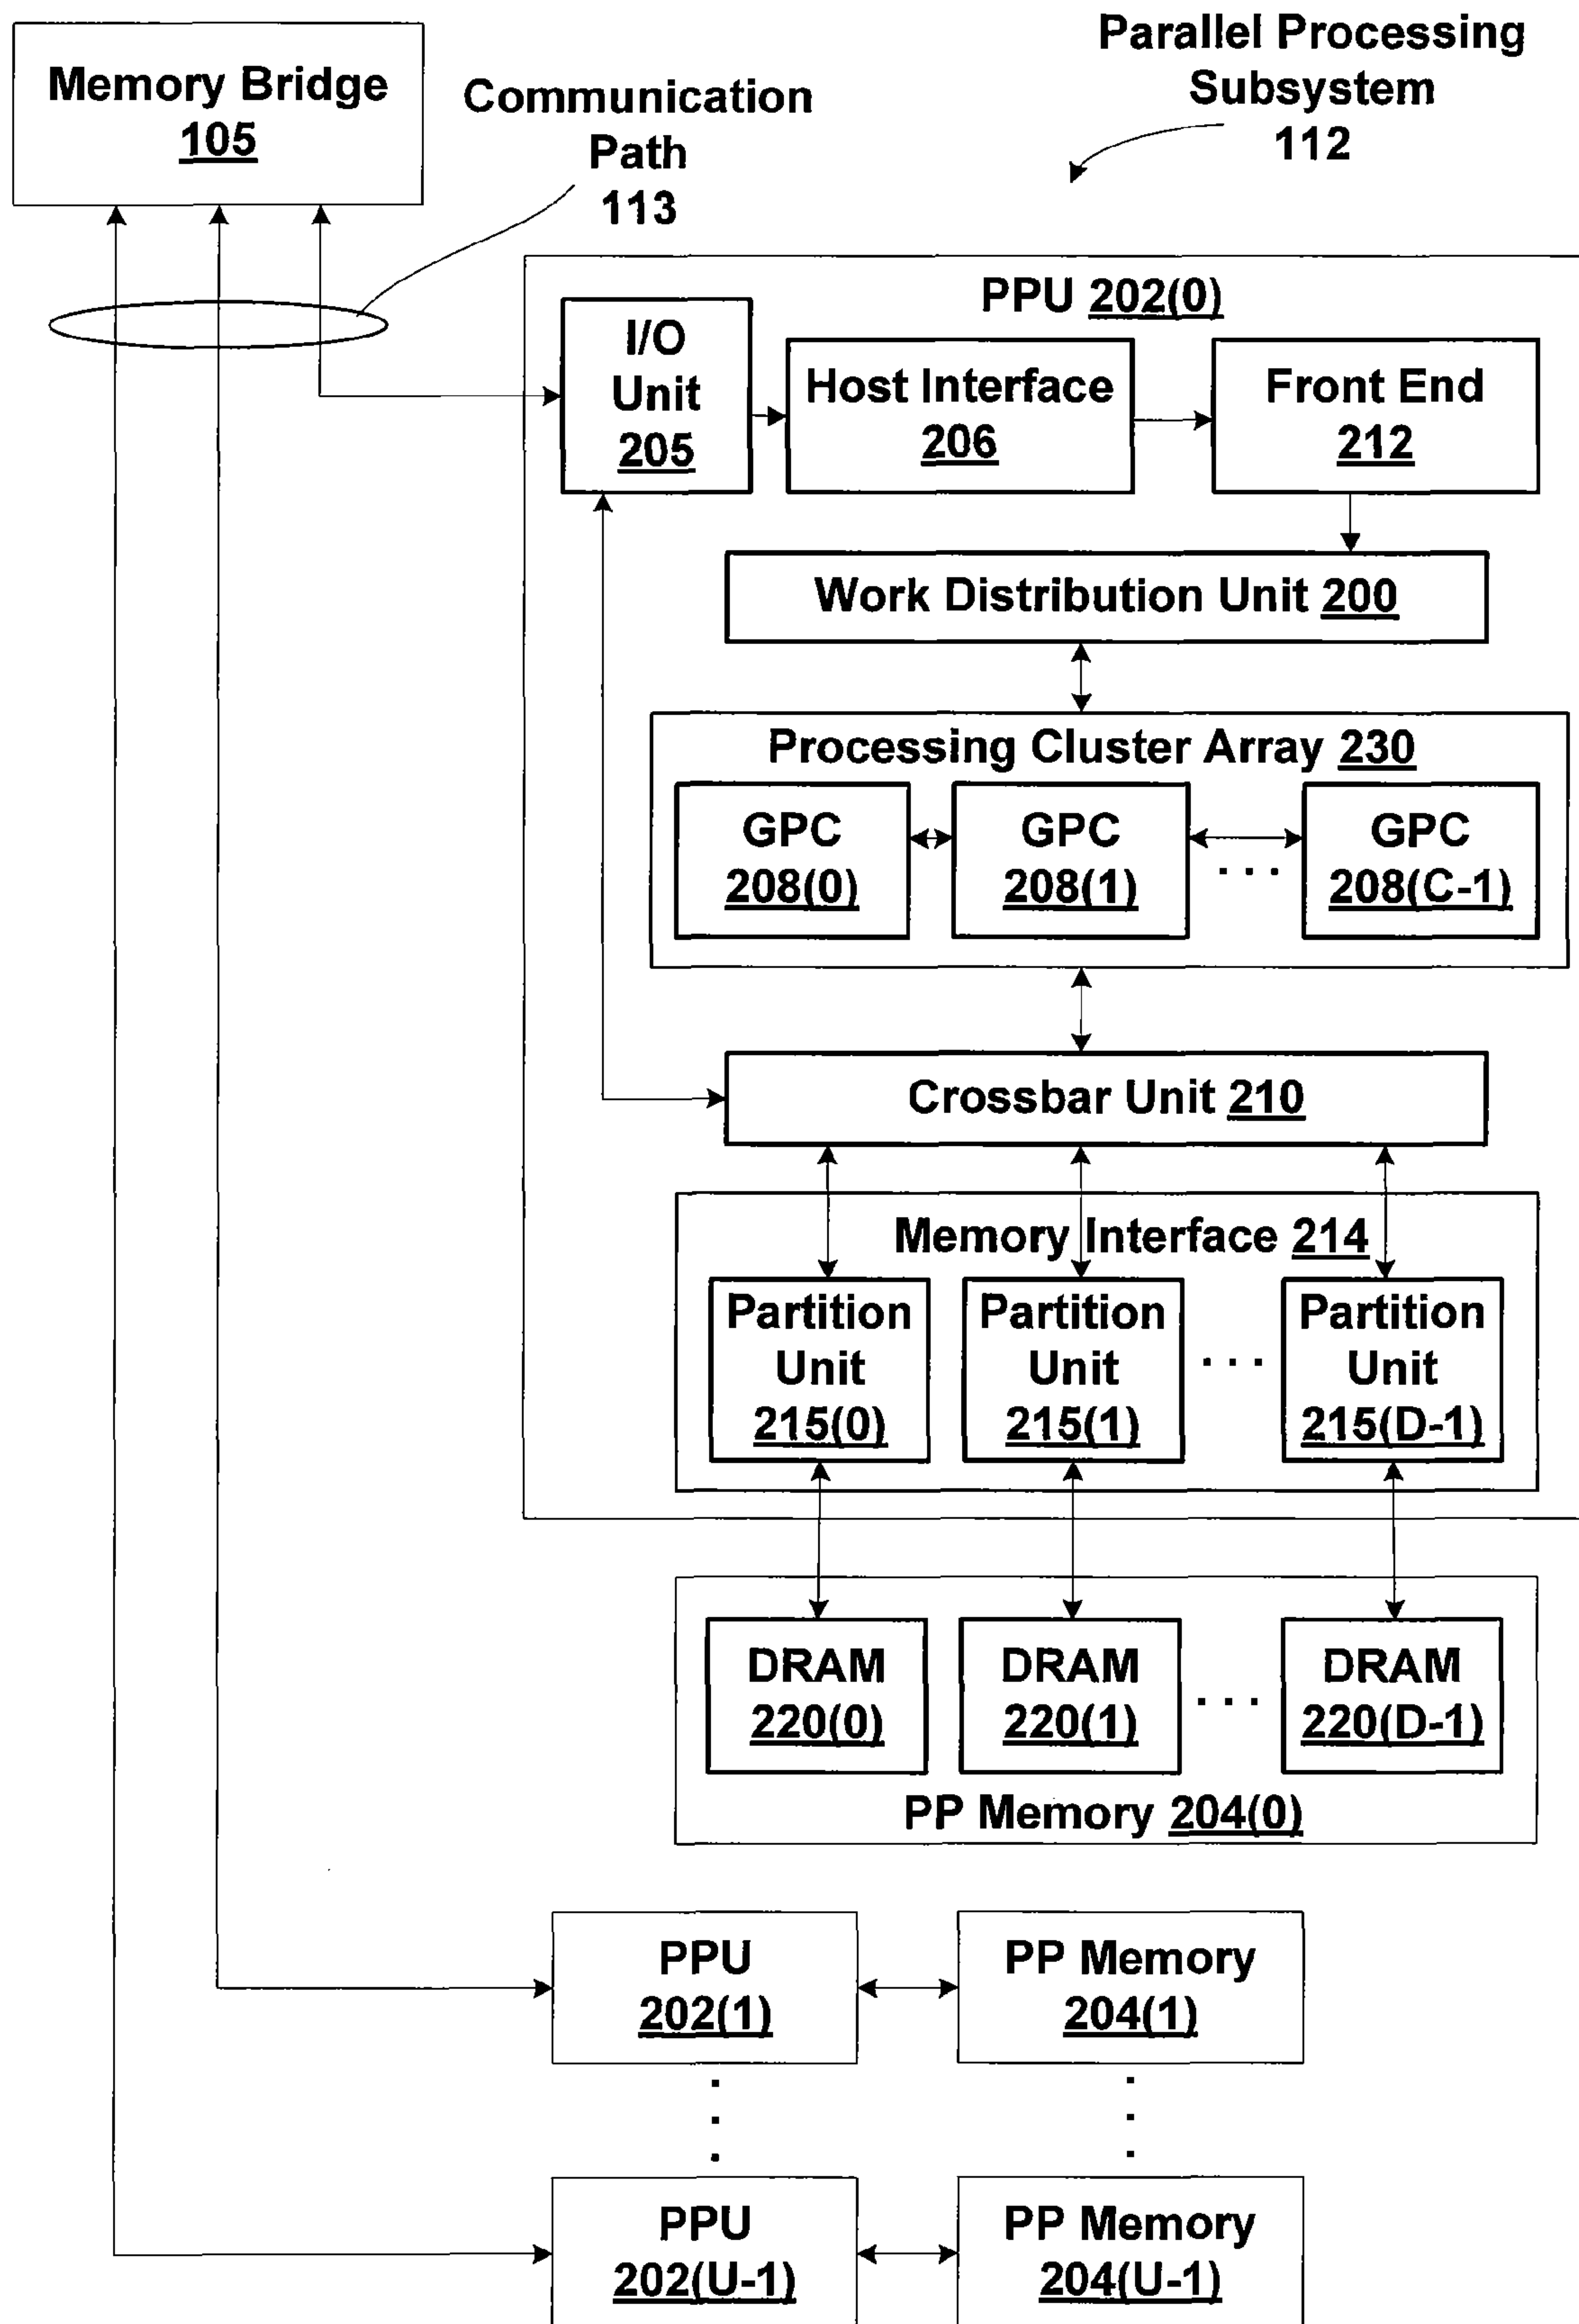 Memory Bridge
105
Communication
Path
113
Parallel Processing
Subsystem
112
PPU 202(0)
I/O
Unit
205
Host Interface
206
Front End
212
Work Distribution Unit 200
Processing Cluster Array 230
GPC
208(0)
GPC
208(1)
. . .
GPC
208(C-1)
Crossbar Unit 210
Memory Interface 214
Partition
Unit
215(0)
Partition
Unit
215(1)
. . .
Partition
Unit
215(D-1)
DRAM
220(0)
DRAM
220(1)
. . .
DRAM
220(D-1)
PP Memory 204(0)
PPU
202(1)
PP Memory
204(1)
PPU
202(U-1)
PP Memory
204(U-1)